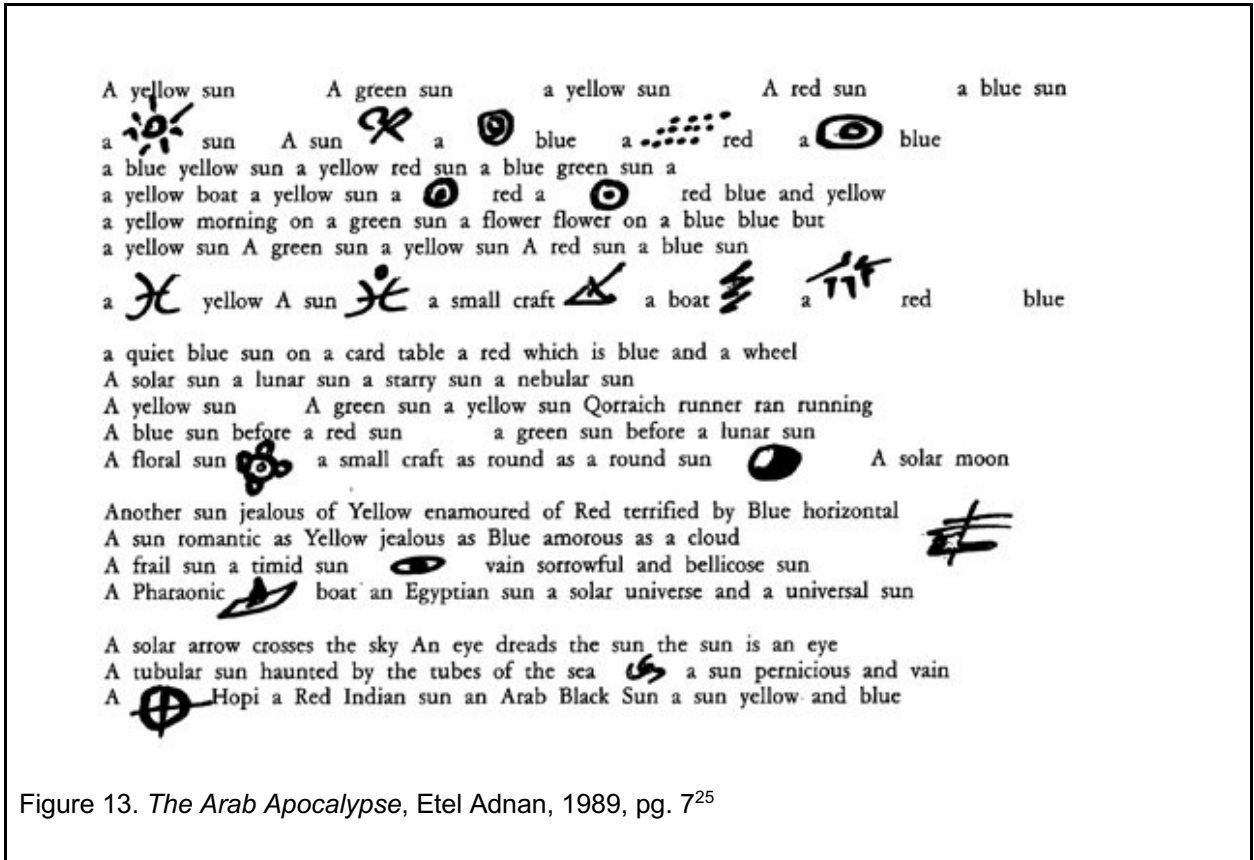 A yellow sun A green sun a yellow sun A red sun a blue sun
a sun A sun a blue a red a blue
a blue yellow sun a yellow red sun a blue green sun a
a yellow boat a yellow sun a red a red blue and yellow
a yellow morning on a green sun a flower flower on a blue blue but
a yellow sun A green sun a yellow sun A red sun a blue sun
a yellow A sun a small craft a boat a red blue
a quiet blue sun on a card table a red which is blue and a wheel
A solar sun a lunar sun a starry sun a nebular sun
A yellow sun A green sun a yellow sun Qorraich runner ran running
A blue sun before a red sun a green sun before a lunar sun
A floral sun a small craft as round as a round sun A solar moon
Another sun jealous of Yellow enamoured of Red terrified by Blue horizontal
A sun romantic as Yellow jealous as Blue amorous as a cloud
A frail sun a timid sun vain sorrowful and bellicose sun
A Pharaonic boat an Egyptian sun a solar universe and a universal sun
A solar arrow crosses the sky An eye dreads the sun the sun is an eye
A tubular sun haunted by the tubes of the sea a sun pernicious and vain
A Hopi a Red Indian sun an Arab Black Sun a sun yellow and blue
Figure 13. The Arab Apocalypse, Etel Adnan, 1989, pg. 7²⁵